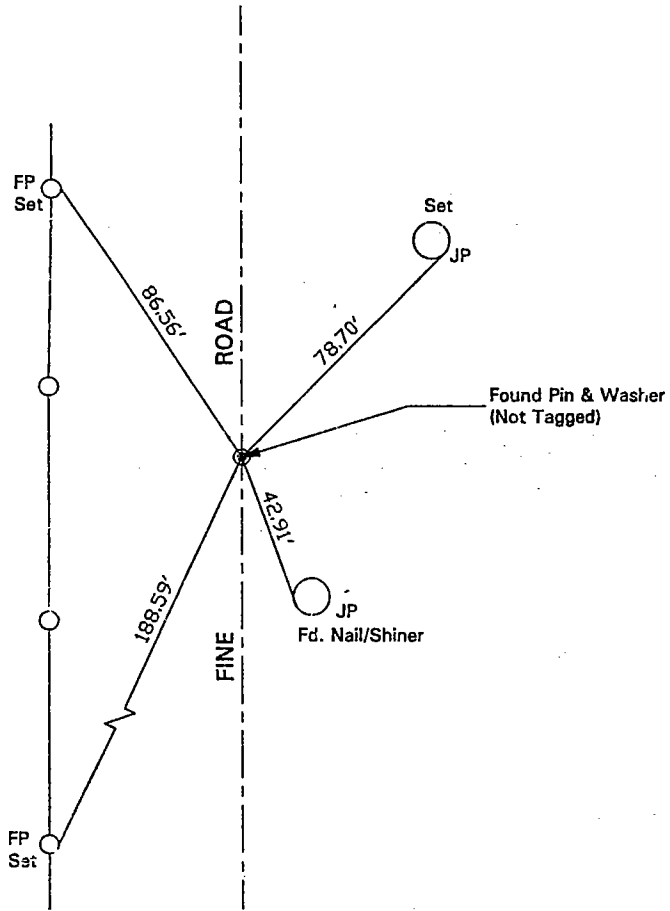 FP
Set
Set
JP
86.56'
ROAD
78.70'
Found Pin & Washer
(Not Tagged)
42.91'
188.59'
FINE
JP
Fd. Nail/Shiner
FP
Set